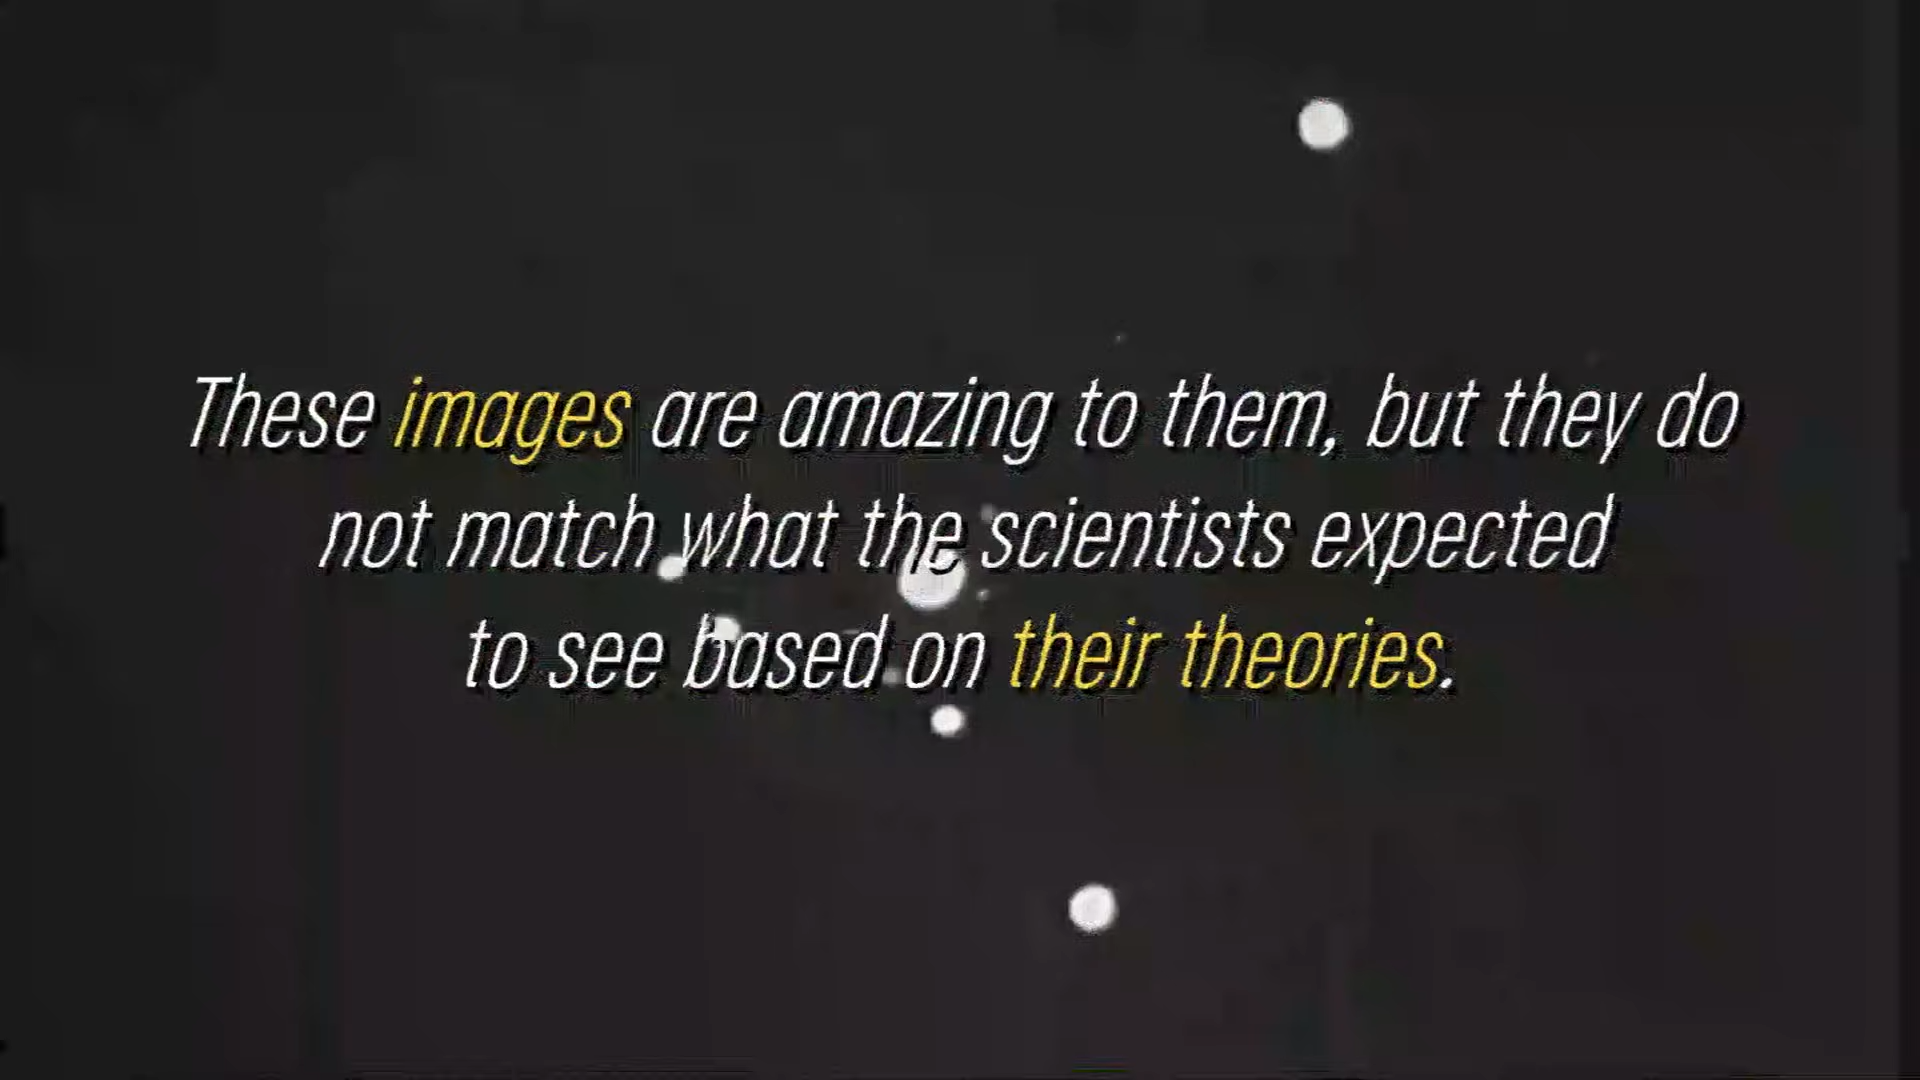 These images are amazing to them, but they do
not match what the scientists expected
to see based on their theories.